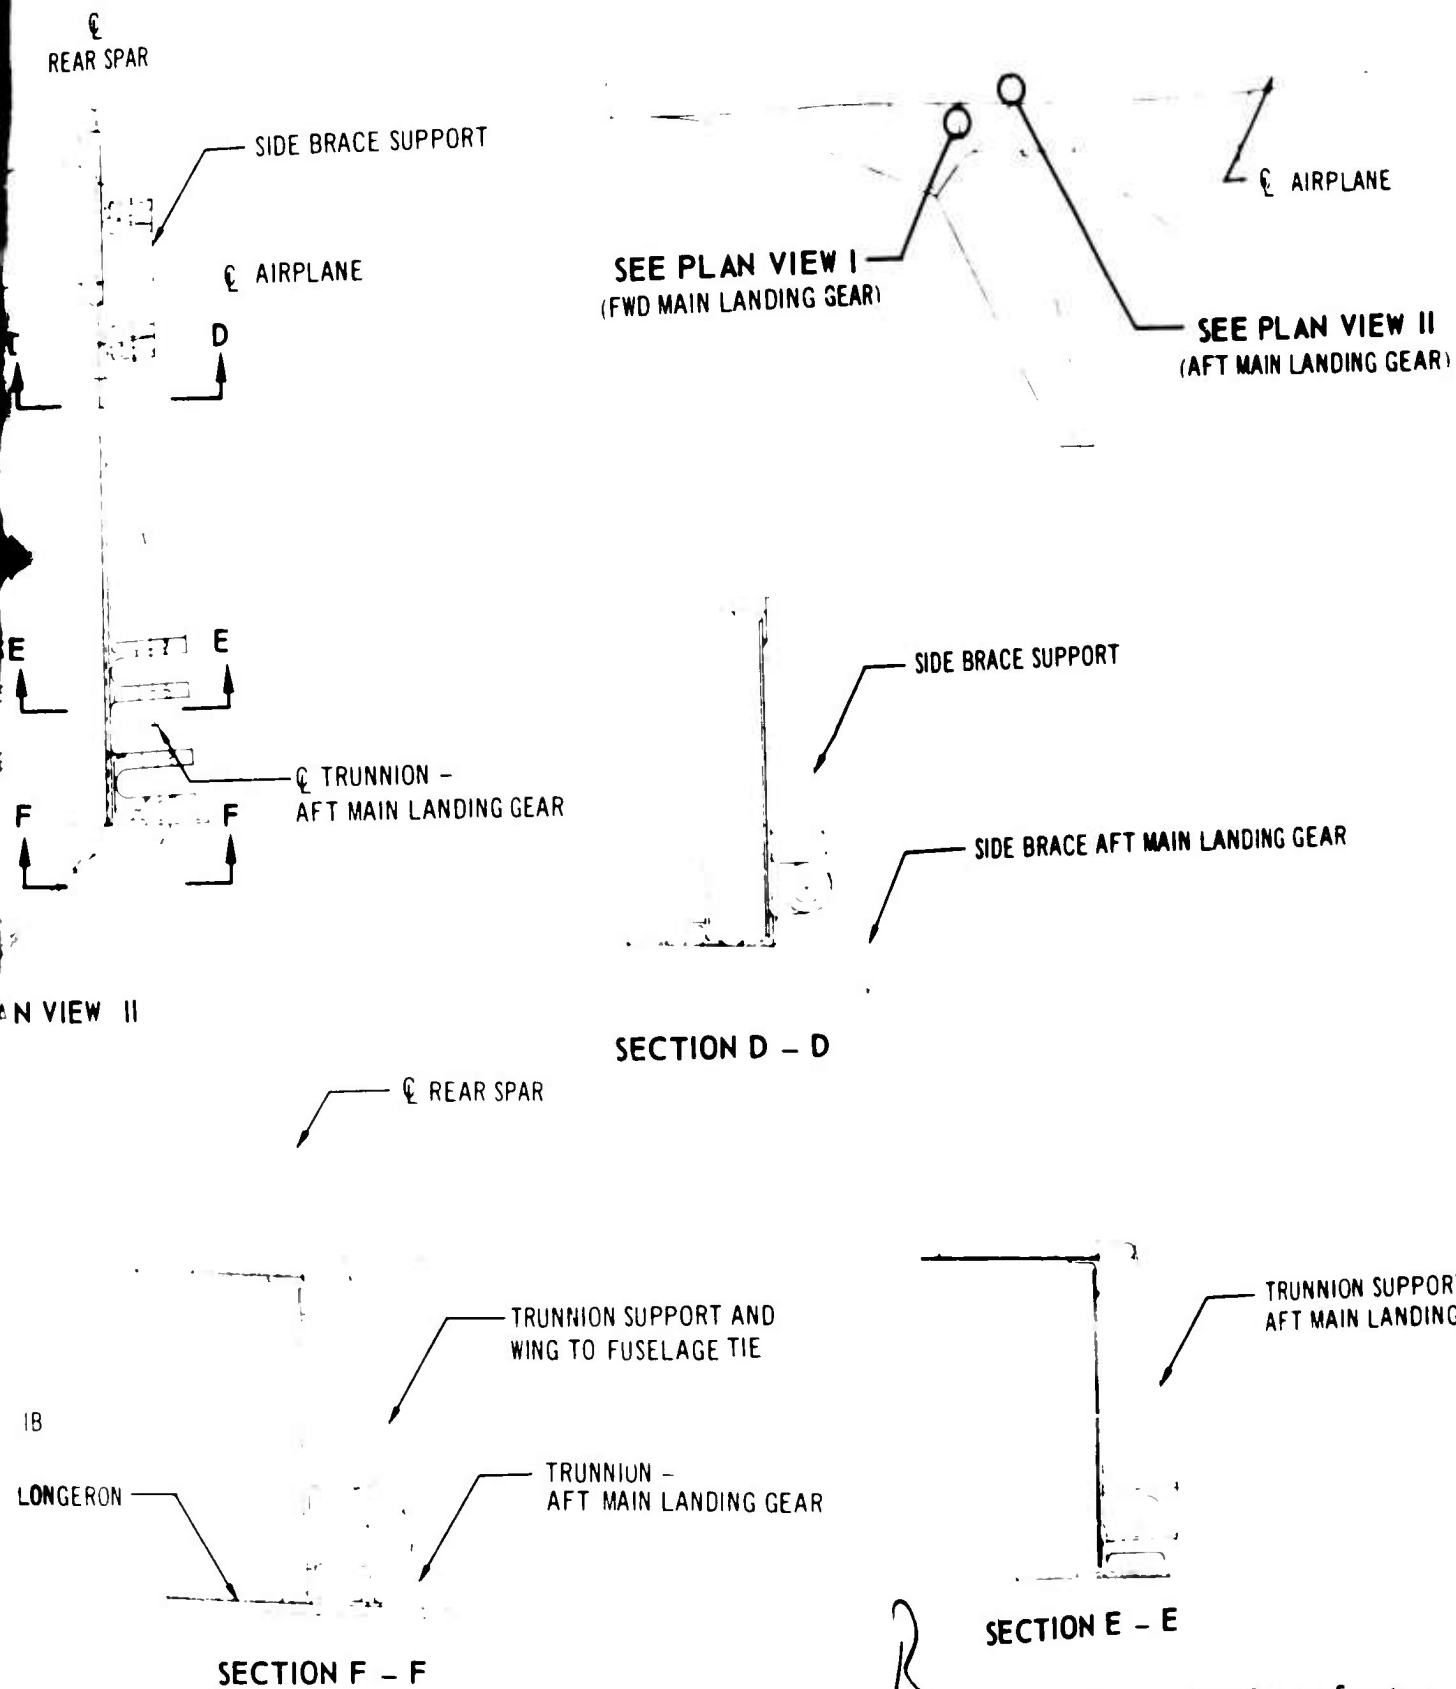 ℄
REAR SPAR
SIDE BRACE SUPPORT
℄ AIRPLANE
D
℄ AIRPLANE
SEE PLAN VIEW I
(FWD MAIN LANDING GEAR)
SEE PLAN VIEW II
(AFT MAIN LANDING GEAR)
E
E
℄ TRUNNION –
AFT MAIN LANDING GEAR
F
F
N VIEW II
SIDE BRACE SUPPORT
SIDE BRACE AFT MAIN LANDING GEAR
SECTION D – D
℄ REAR SPAR
TRUNNION SUPPORT AND
WING TO FUSELAGE TIE
IB
LONGERON
TRUNNION –
AFT MAIN LANDING GEAR
SECTION F – F
TRUNNION SUPPOR
AFT MAIN LANDING
SECTION E – E